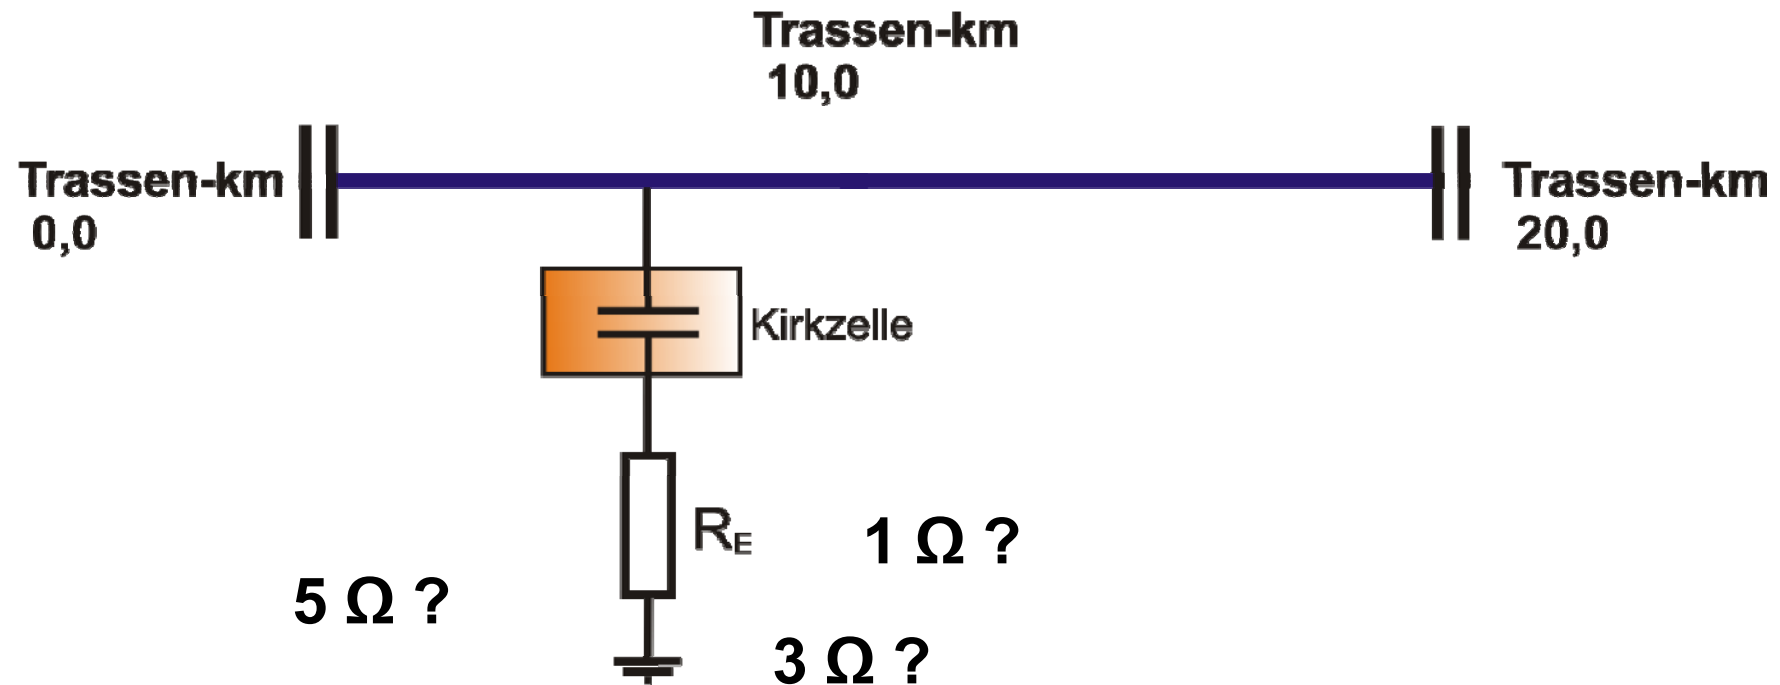 Trassen-km
10,0
Trassen-km
0,0
Trassen-km
20,0
Kirkzelle
RE
1 Ω ?
5 Ω ?
3 Ω ?